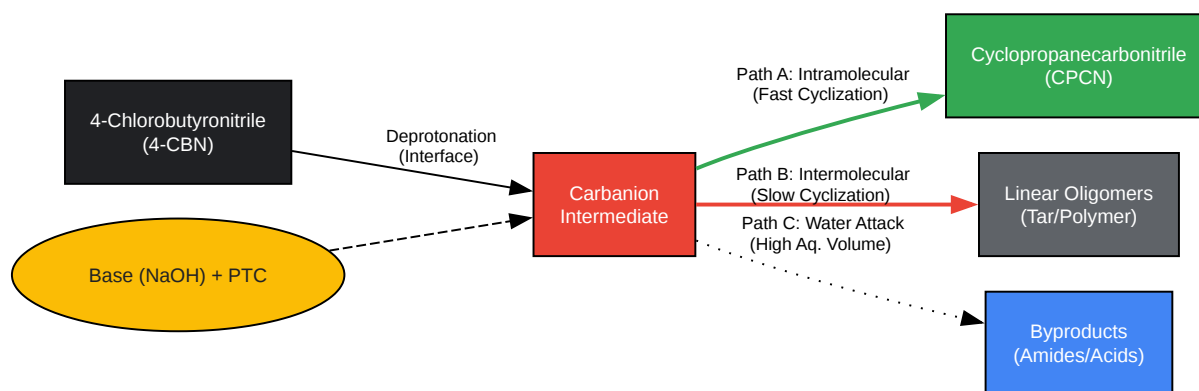 4-Chlorobutyronitrile
(4-CBN)
Base (NaOH) + PTC
Deprotonation
(Interface)
Carbanion
Intermediate
Path A: Intramolecular
(Fast Cyclization)
Path B: Intermolecular
(Slow Cyclization)
Path C: Water Attack
(High Aq. Volume)
Cyclopropanecarbonitrile
(CPCN)
Linear Oligomers
(Tar/Polymer)
Byproducts
(Amides/Acids)